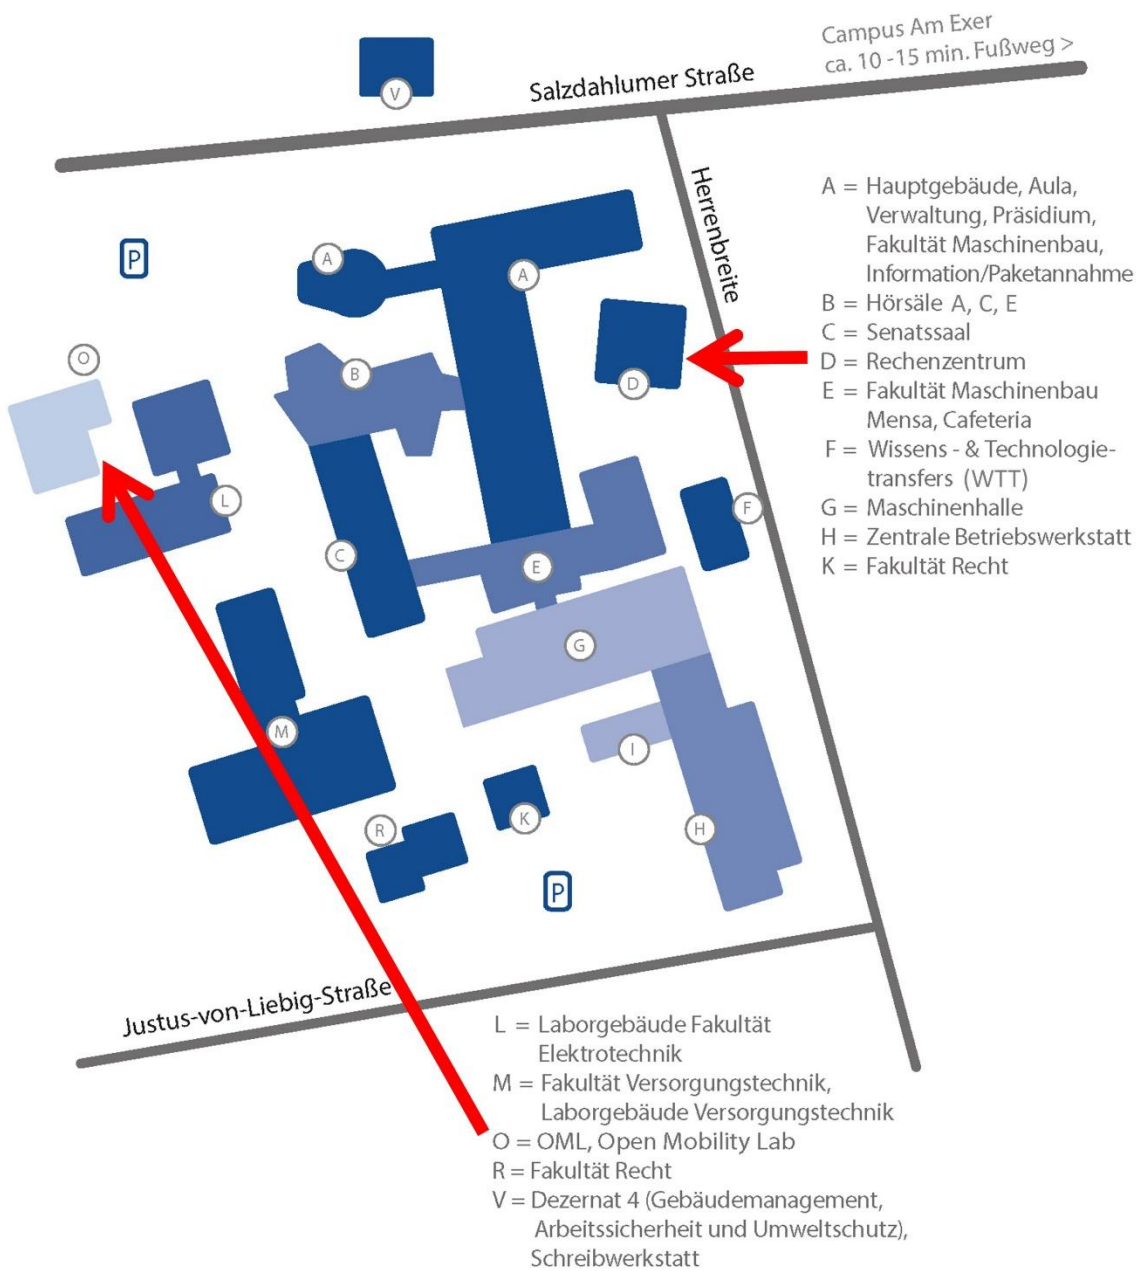 Campus Am Exer
ca. 10 -15 min. Fußweg >
V
Salzdahlumer Straße
Herrenbreite
A = Hauptgebäude, Aula,
Verwaltung, Präsidium,
Fakultät Maschinenbau,
Information/Paketannahme
B = Hörsäle A, C, E
C = Senatssaal
D = Rechenzentrum
E = Fakultät Maschinenbau
Mensa, Cafeteria
F = Wissens - & Technologie-
transfers (WTT)
G = Maschinenhalle
H = Zentrale Betriebswerkstatt
K = Fakultät Recht
P
A
A
O
B
D
L
F
C
E
G
M
I
K
R
H
P
Justus-von-Liebig-Straße
L = Laborgebäude Fakultät
Elektrotechnik
M = Fakultät Versorgungstechnik,
Laborgebäude Versorgungstechnik
O = OML, Open Mobility Lab
R = Fakultät Recht
V = Dezernat 4 (Gebäudemanagement,
Arbeitssicherheit und Umweltschutz),
Schreibwerkstatt